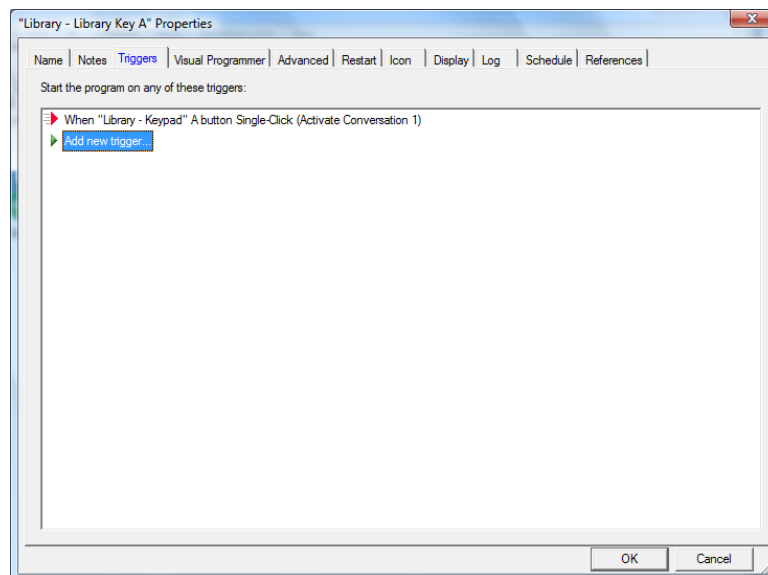 "Library - Library Key A" Properties
Name Notes Triggers Visual Programmer Advanced Restart Icon Display Log Schedule References
Start the program on any of these triggers:
When "Library - Keypad" A button Single-Click (Activate Conversation 1)
Add new trigger...
OK Cancel